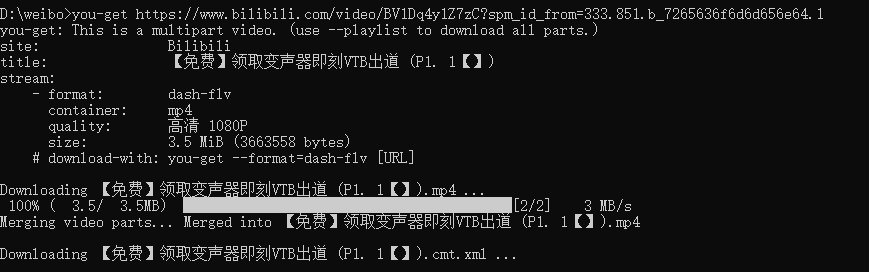 D:\weibo>you-get https://www.bilibili.com/video/BV1Dq4y1Z7zC?spm_id_from=333.851.b_7265636f6d6d656e64.1
you-get: This is a multipart video. (use --playlist to download all parts.)
site: Bilibili
title: 【免费】领取变声器即刻VTB出道 (P1. 1【】)
stream:
- format: dash-flv
container: mp4
quality: 高清 1080P
size: 3.5 MiB (3663558 bytes)
# download-with: you-get --format=dash-flv [URL]
Downloading 【免费】领取变声器即刻VTB出道 (P1. 1【】).mp4 ...
100% ( 3.5/ 3.5MB) [2/2] 3 MB/s
Merging video parts... Merged into 【免费】领取变声器即刻VTB出道 (P1. 1【】).mp4
Downloading 【免费】领取变声器即刻VTB出道 (P1. 1【】).cmt.xml ...